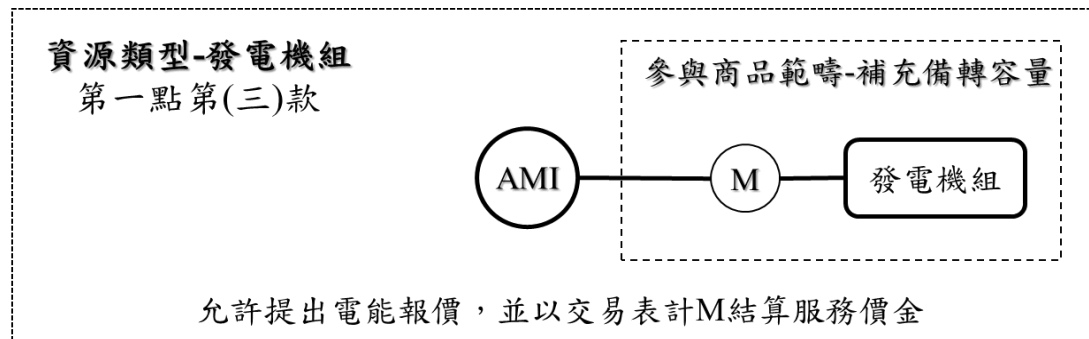 資源類型-發電機組
第一點第(三)款
參與商品範疇-補充備轉容量
AMI
M
發電機組
允許提出電能報價,並以交易表計M結算服務價金